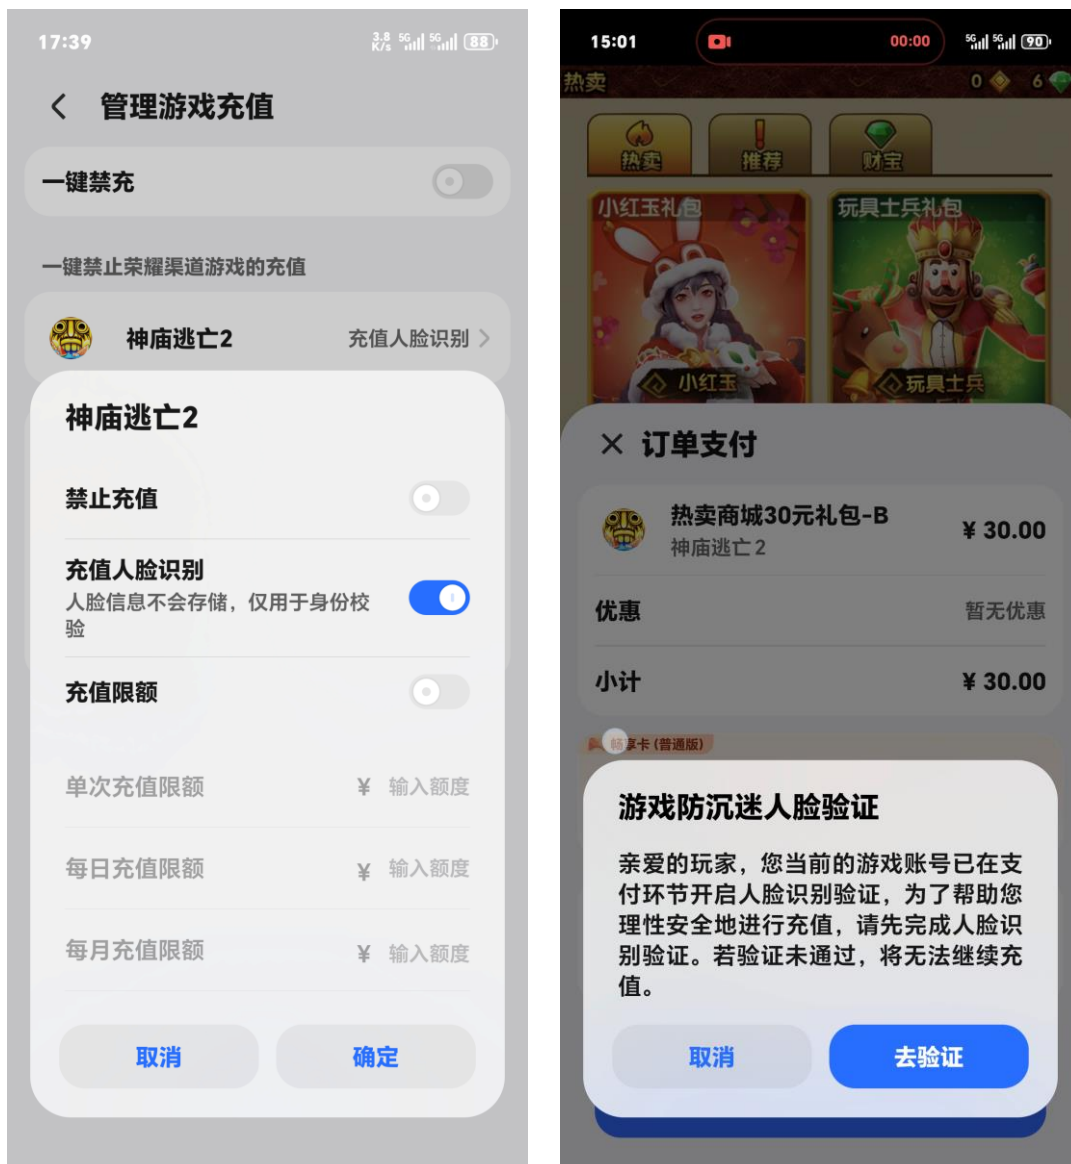 17:39
3.8 K/s 5G 5G 88
管理游戏充值
一键禁充
一键禁止荣耀渠道游戏的充值
神庙逃亡2 充值人脸识别
神庙逃亡2
禁止充值
充值人脸识别
人脸信息不会存储，仅用于身份校
验
充值限额
单次充值限额 ¥ 输入额度
每日充值限额 ¥ 输入额度
每月充值限额 ¥ 输入额度
取消 确定
15:01 00:00 5G 5G 90
热卖 0 6
热卖 推荐 财宝
小红玉礼包 玩具士兵礼包
小红玉 玩具士兵
订单支付
热卖商城30元礼包-B ¥ 30.00
神庙逃亡2
优惠 暂无优惠
小计 ¥ 30.00
畅享卡(普通版)
游戏防沉迷人脸验证
亲爱的玩家，您当前的游戏账号已在支
付环节开启人脸识别验证，为了帮助您
理性安全地进行充值，请先完成人脸识
别验证。若验证未通过，将无法继续充
值。
取消 去验证